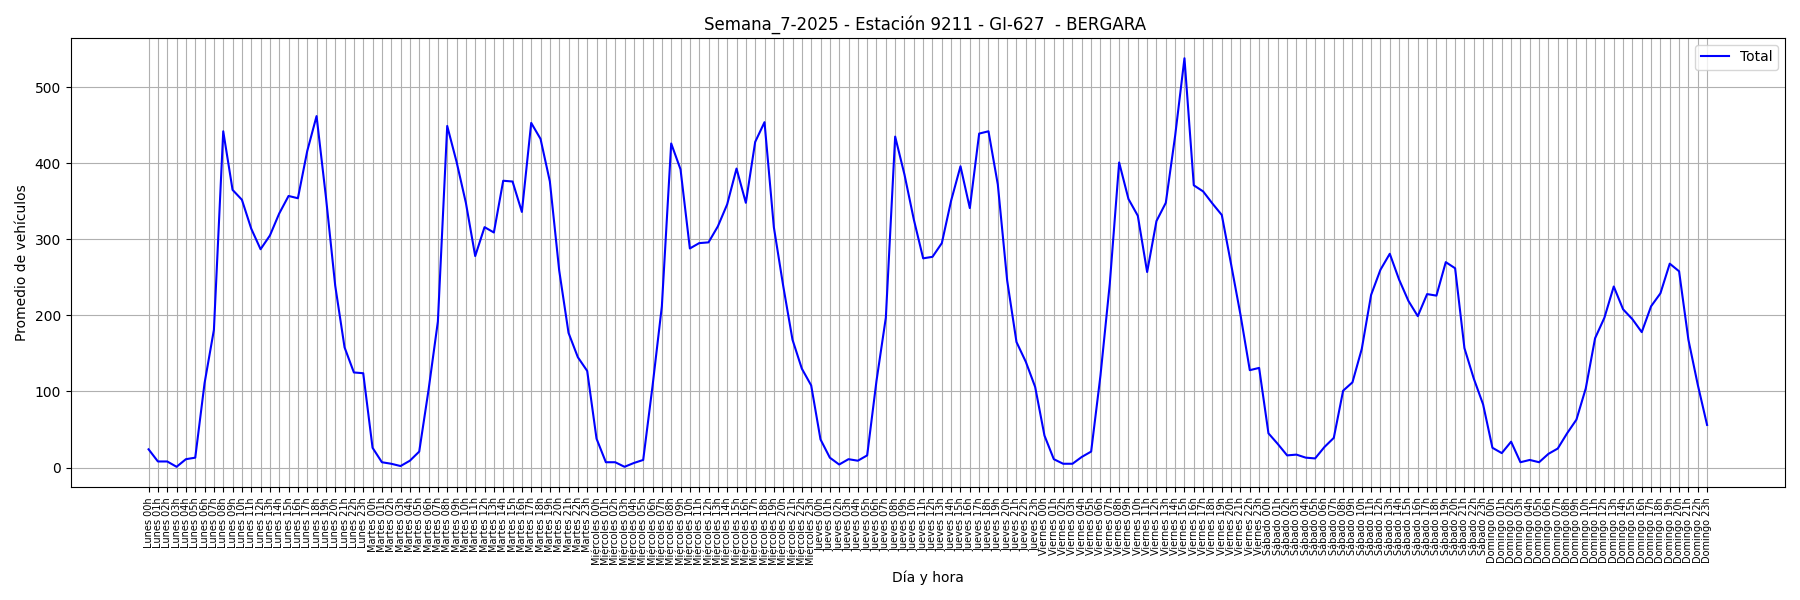 Semana_7-2025 - Estación 9211 - GI-627  - BERGARA
Total
Promedio de vehículos
500
400
300
200
100
0
Lunes 00h
Lunes 01h
Lunes 02h
Lunes 03h
Lunes 04h
Lunes 05h
Lunes 06h
Lunes 07h
Lunes 08h
Lunes 09h
Lunes 10h
Lunes 11h
Lunes 12h
Lunes 13h
Lunes 14h
Lunes 15h
Lunes 16h
Lunes 17h
Lunes 18h
Lunes 19h
Lunes 20h
Lunes 21h
Lunes 22h
Lunes 23h
Martes 00h
Martes 01h
Martes 02h
Martes 03h
Martes 04h
Martes 05h
Martes 06h
Martes 07h
Martes 08h
Martes 09h
Martes 10h
Martes 11h
Martes 12h
Martes 13h
Martes 14h
Martes 15h
Martes 16h
Martes 17h
Martes 18h
Martes 19h
Martes 20h
Martes 21h
Martes 22h
Martes 23h
Miércoles 00h
Miércoles 01h
Miércoles 02h
Miércoles 03h
Miércoles 04h
Miércoles 05h
Miércoles 06h
Miércoles 07h
Miércoles 08h
Miércoles 09h
Miércoles 10h
Miércoles 11h
Miércoles 12h
Miércoles 13h
Miércoles 14h
Miércoles 15h
Miércoles 16h
Miércoles 17h
Miércoles 18h
Miércoles 19h
Miércoles 20h
Miércoles 21h
Miércoles 22h
Miércoles 23h
Jueves 00h
Jueves 01h
Jueves 02h
Jueves 03h
Jueves 04h
Jueves 05h
Jueves 06h
Jueves 07h
Jueves 08h
Jueves 09h
Jueves 10h
Jueves 11h
Jueves 12h
Jueves 13h
Jueves 14h
Jueves 15h
Jueves 16h
Jueves 17h
Jueves 18h
Jueves 19h
Jueves 20h
Jueves 21h
Jueves 22h
Jueves 23h
Viernes 00h
Viernes 01h
Viernes 02h
Viernes 03h
Viernes 04h
Viernes 05h
Viernes 06h
Viernes 07h
Viernes 08h
Viernes 09h
Viernes 10h
Viernes 11h
Viernes 12h
Viernes 13h
Viernes 14h
Viernes 15h
Viernes 16h
Viernes 17h
Viernes 18h
Viernes 19h
Viernes 20h
Viernes 21h
Viernes 22h
Viernes 23h
Sábado 00h
Sábado 01h
Sábado 02h
Sábado 03h
Sábado 04h
Sábado 05h
Sábado 06h
Sábado 07h
Sábado 08h
Sábado 09h
Sábado 10h
Sábado 11h
Sábado 12h
Sábado 13h
Sábado 14h
Sábado 15h
Sábado 16h
Sábado 17h
Sábado 18h
Sábado 19h
Sábado 20h
Sábado 21h
Sábado 22h
Sábado 23h
Domingo 00h
Domingo 01h
Domingo 02h
Domingo 03h
Domingo 04h
Domingo 05h
Domingo 06h
Domingo 07h
Domingo 08h
Domingo 09h
Domingo 10h
Domingo 11h
Domingo 12h
Domingo 13h
Domingo 14h
Domingo 15h
Domingo 16h
Domingo 17h
Domingo 18h
Domingo 19h
Domingo 20h
Domingo 21h
Domingo 22h
Domingo 23h
Día y hora